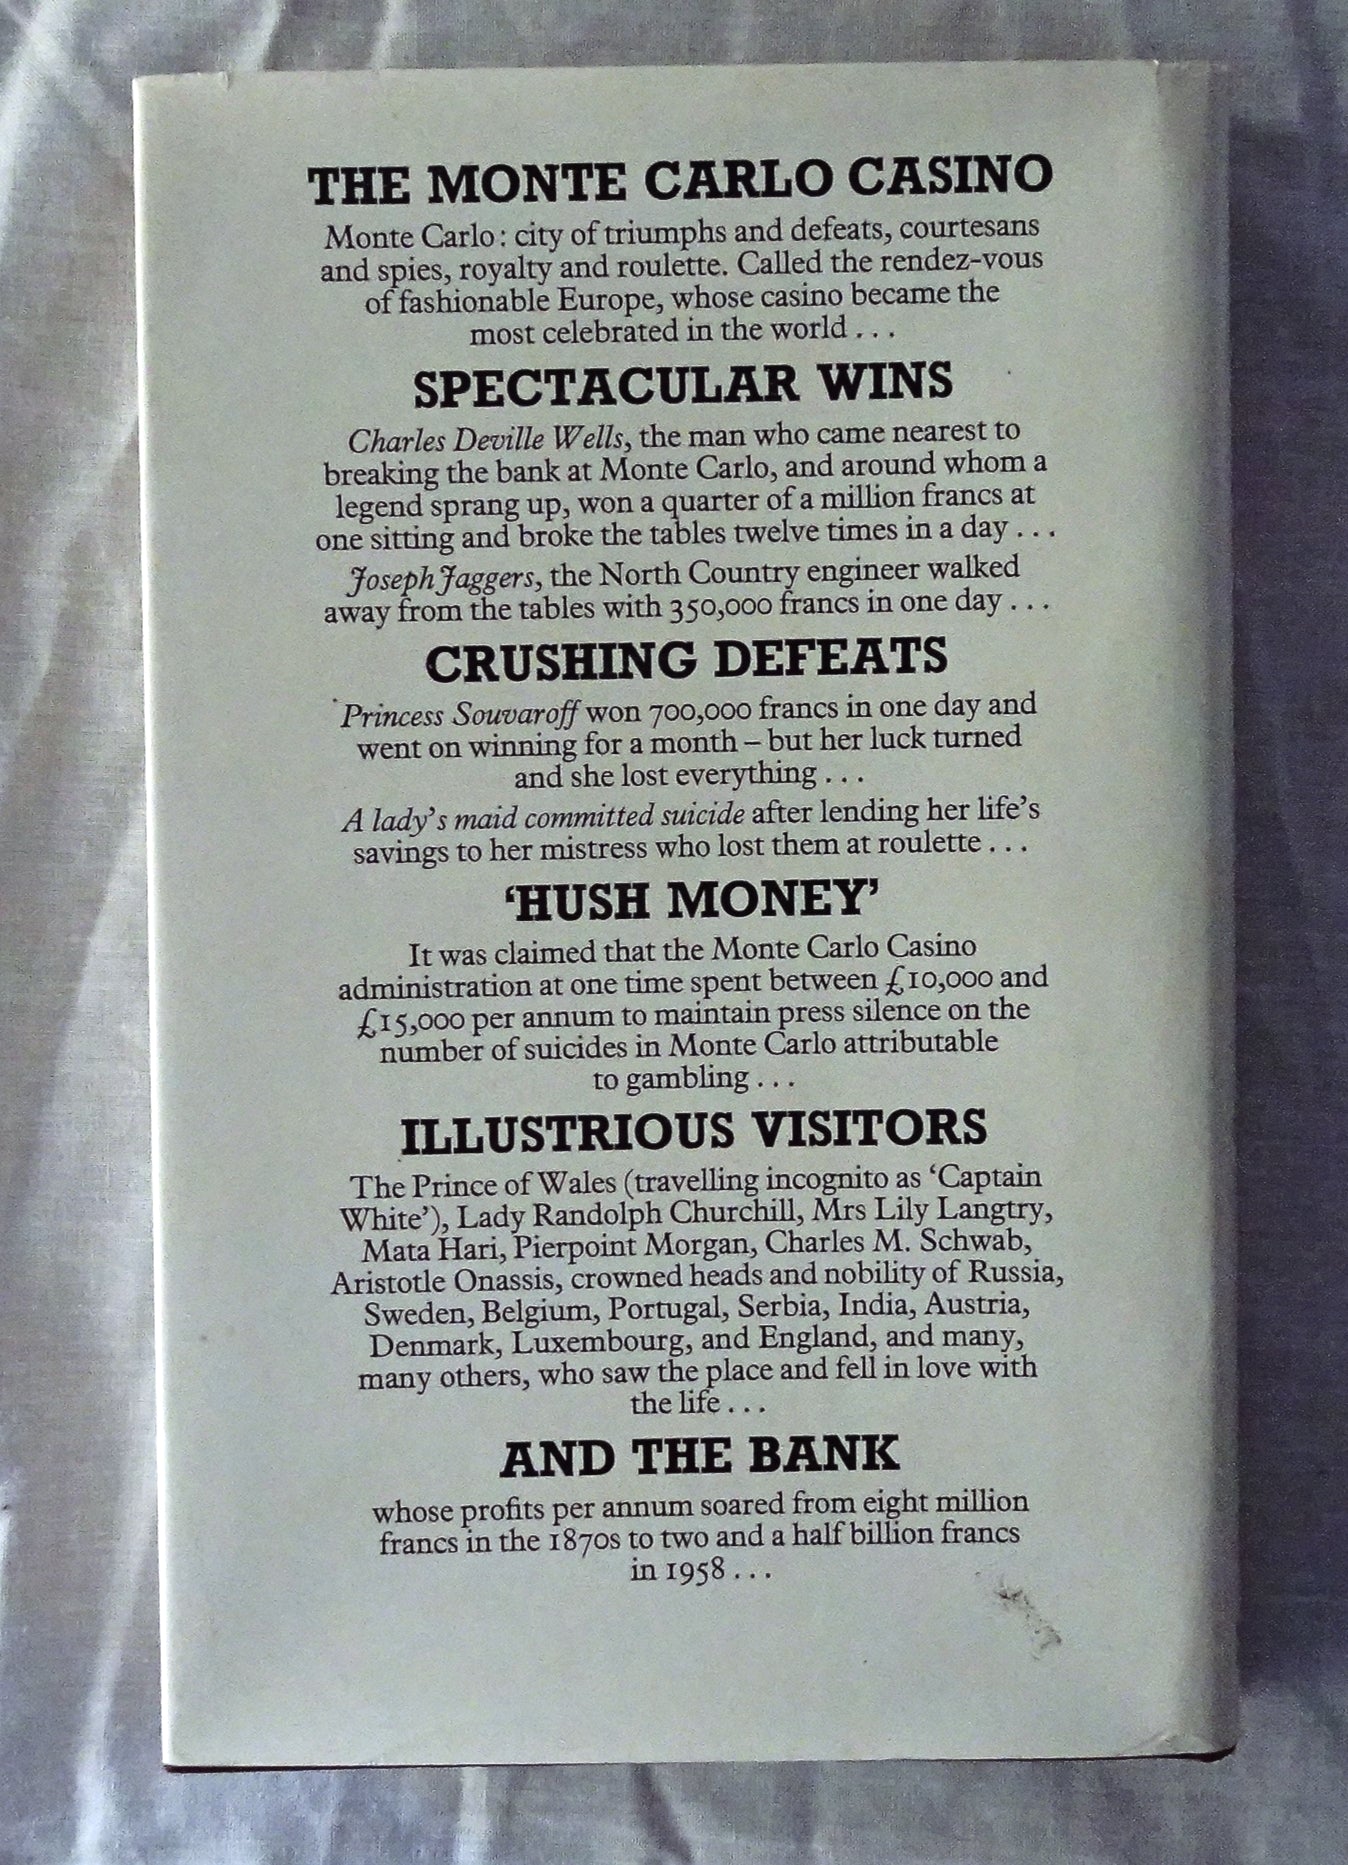 THE MONTE CARLO CASINO
Monte Carlo: city of triumphs and defeats, courtesans
and spies, royalty and roulette. Called the rendez-vous
of fashionable Europe, whose casino became the
most celebrated in the world . . .
SPECTACULAR WINS
Charles Deville Wells, the man who came nearest to
breaking the bank at Monte Carlo, and around whom a
legend sprang up, won a quarter of a million francs at
one sitting and broke the tables twelve times in a day . . .
Joseph Jaggers, the North Country engineer walked
away from the tables with 350,000 francs in one day . . .
CRUSHING DEFEATS
Princess Souvaroff won 700,000 francs in one day and
went on winning for a month – but her luck turned
and she lost everything . . .
A lady's maid committed suicide after lending her life's
savings to her mistress who lost them at roulette . . .
‘HUSH MONEY’
It was claimed that the Monte Carlo Casino
administration at one time spent between £10,000 and
£15,000 per annum to maintain press silence on the
number of suicides in Monte Carlo attributable
to gambling . . .
ILLUSTRIOUS VISITORS
The Prince of Wales (travelling incognito as ‘Captain
White’), Lady Randolph Churchill, Mrs Lily Langtry,
Mata Hari, Pierpoint Morgan, Charles M. Schwab,
Aristotle Onassis, crowned heads and nobility of Russia,
Sweden, Belgium, Portugal, Serbia, India, Austria,
Denmark, Luxembourg, and England, and many,
many others, who saw the place and fell in love with
the life . . .
AND THE BANK
whose profits per annum soared from eight million
francs in the 1870s to two and a half billion francs
in 1958 . . .